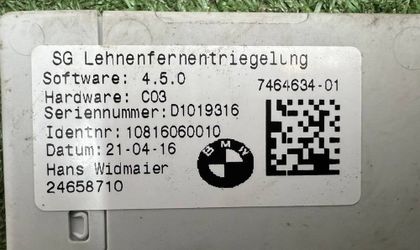 SG Lehnenfernentriegelung
Software: 4.5.0
7464634-01
Hardware: C03
Seriennummer: D1019316
Identnr: 10816060010
Datum: 21-04-16
BMW
Hans Widmaier
24658710